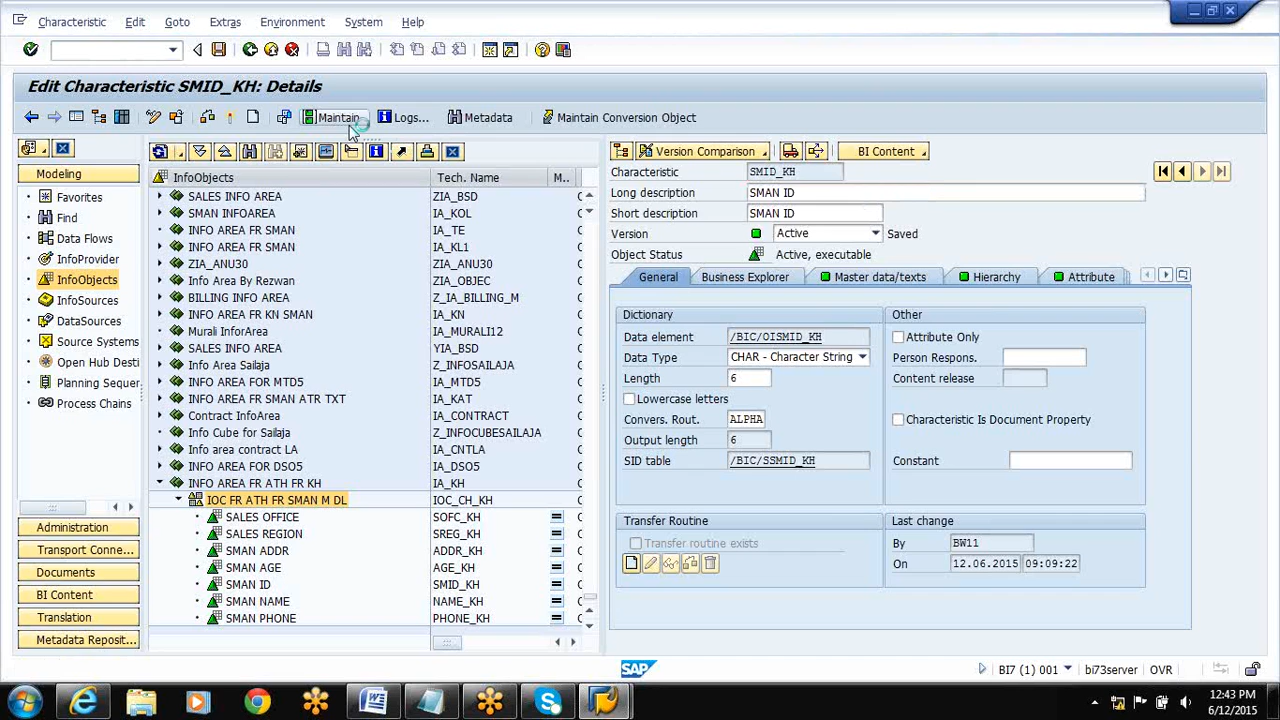 Characteristic Edit Goto Extras Environment System Help
Edit Characteristic SMID_KH: Details
Maintain Logs... Metadata Maintain Conversion Object
Modeling
Favorites
Find
Data Flows
InfoProvider
InfoObjects
InfoSources
DataSources
Source Systems
Open Hub Desti
Planning Sequer
Process Chains
Administration
Transport Conne...
Documents
BI Content
Translation
Metadata Reposit...
InfoObjects Tech. Name M..
SALES INFO AREA ZIA_BSD C
SMAN INFOAREA IA_KOL C
INFO AREA FR SMAN IA_TE C
INFO AREA FR SMAN IA_KL1 C
ZIA_ANU30 ZIA_ANU30 C
Info Area By Rezwan ZIA_OBJEC C
BILLING INFO AREA Z_IA_BILLING_M C
INFO AREA FR KN SMAN IA_KN C
Murali InforArea IA_MURALI12 C
SALES INFO AREA YIA_BSD C
Info Area Sailaja Z_INFOSAILAJA C
INFO AREA FOR MTD5 IA_MTD5 C
INFO AREA FR SMAN ATR TXT IA_KAT C
Contract InfoArea IA_CONTRACT C
Info Cube for Sailaja Z_INFOCUBESAILAJA C
Info area contract LA IA_CNTLA C
INFO AREA FOR DSO5 IA_DSO5 C
INFO AREA FR ATH FR KH IA_KH C
IOC FR ATH FR SMAN M DL IOC_CH_KH C
SALES OFFICE SOFC_KH C
SALES REGION SREG_KH C
SMAN ADDR ADDR_KH C
SMAN AGE AGE_KH C
SMAN ID SMID_KH C
SMAN NAME NAME_KH C
SMAN PHONE PHONE_KH C
Version Comparison BI Content
Characteristic SMID_KH
Long description SMAN ID
Short description SMAN ID
Version Active Saved
Object Status Active, executable
General Business Explorer Master data/texts Hierarchy Attribute
Dictionary
Data element /BIC/OISMID_KH
Data Type CHAR - Character String
Length 6
Lowercase letters
Convers. Rout. ALPHA
Output length 6
SID table /BIC/SSMID_KH
Other
Attribute Only
Person Respons.
Content release
Characteristic Is Document Property
Constant
Transfer Routine
Transfer routine exists
Last change
By BW11
On 12.06.2015 09:09:22
SAP
BI7 (1) 001 bi73server OVR
12:43 PM
6/12/2015